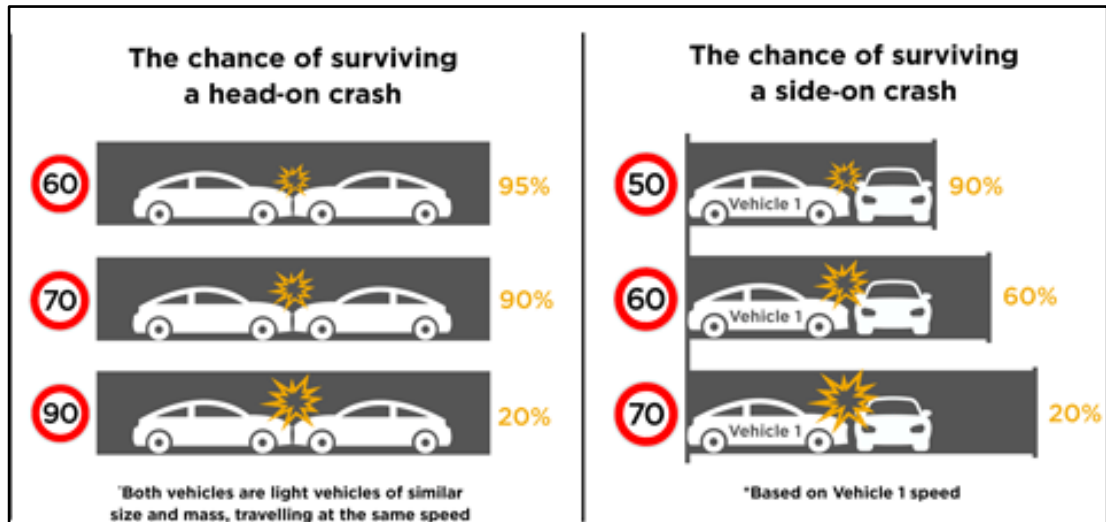 The chance of surviving
a head-on crash
60
95%
70
90%
90
20%
*Both vehicles are light vehicles of similar
size and mass, travelling at the same speed
The chance of surviving
a side-on crash
50
Vehicle 1
90%
60
Vehicle 1
60%
70
Vehicle 1
20%
*Based on Vehicle 1 speed